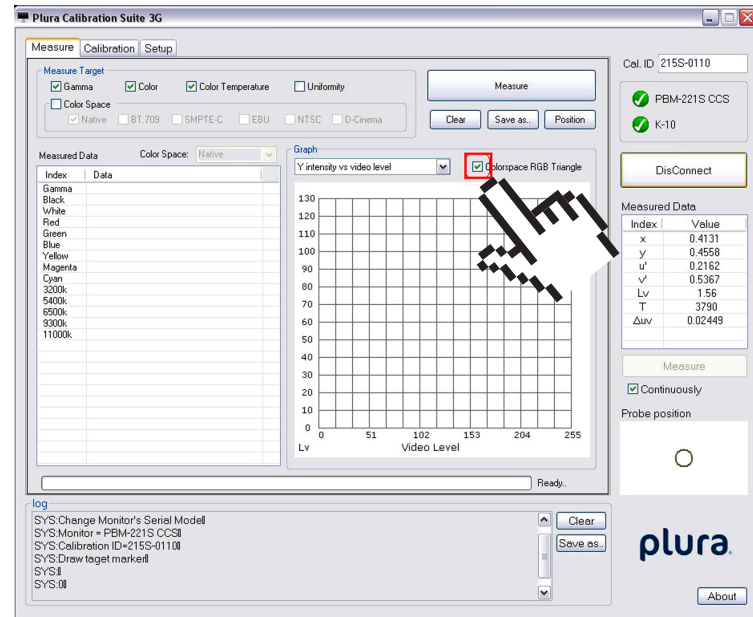 Plura Calibration Suite 3G
Measure Calibration Setup
Measure Target
Gamma Color Color Temperature Uniformity
Color Space
Native BT.709 SMPTE-C EBU NTSC D-Cinema
Measure
Clear Save as.. Position
Measured Data Color Space: Native
Index Data
Gamma
Black
White
Red
Green
Blue
Yellow
Magenta
Cyan
3200k
5400k
6500k
9300k
11000k
Graph
Y intensity vs video level Colorspace RGB Triangle
130
120
110
100
90
80
70
60
50
40
30
20
10
0
0 51 102 153 204 255
Lv Video Level
Ready..
Cal. ID 215S-0110
PBM-221S CCS
K-10
DisConnect
Measured Data
Index Value
x 0.4131
y 0.4558
u' 0.2162
v' 0.5367
Lv 1.56
T 3790
Δuv 0.02449
Measure
Continuously
Probe position
log
SYS:Change Monitor's Serial Model
SYS:Monitor = PBM-221S CCS
SYS:Calibration ID=215S-0110
SYS:Draw taget marker
SYS:
SYS:0
Clear
Save as..
plura.
About